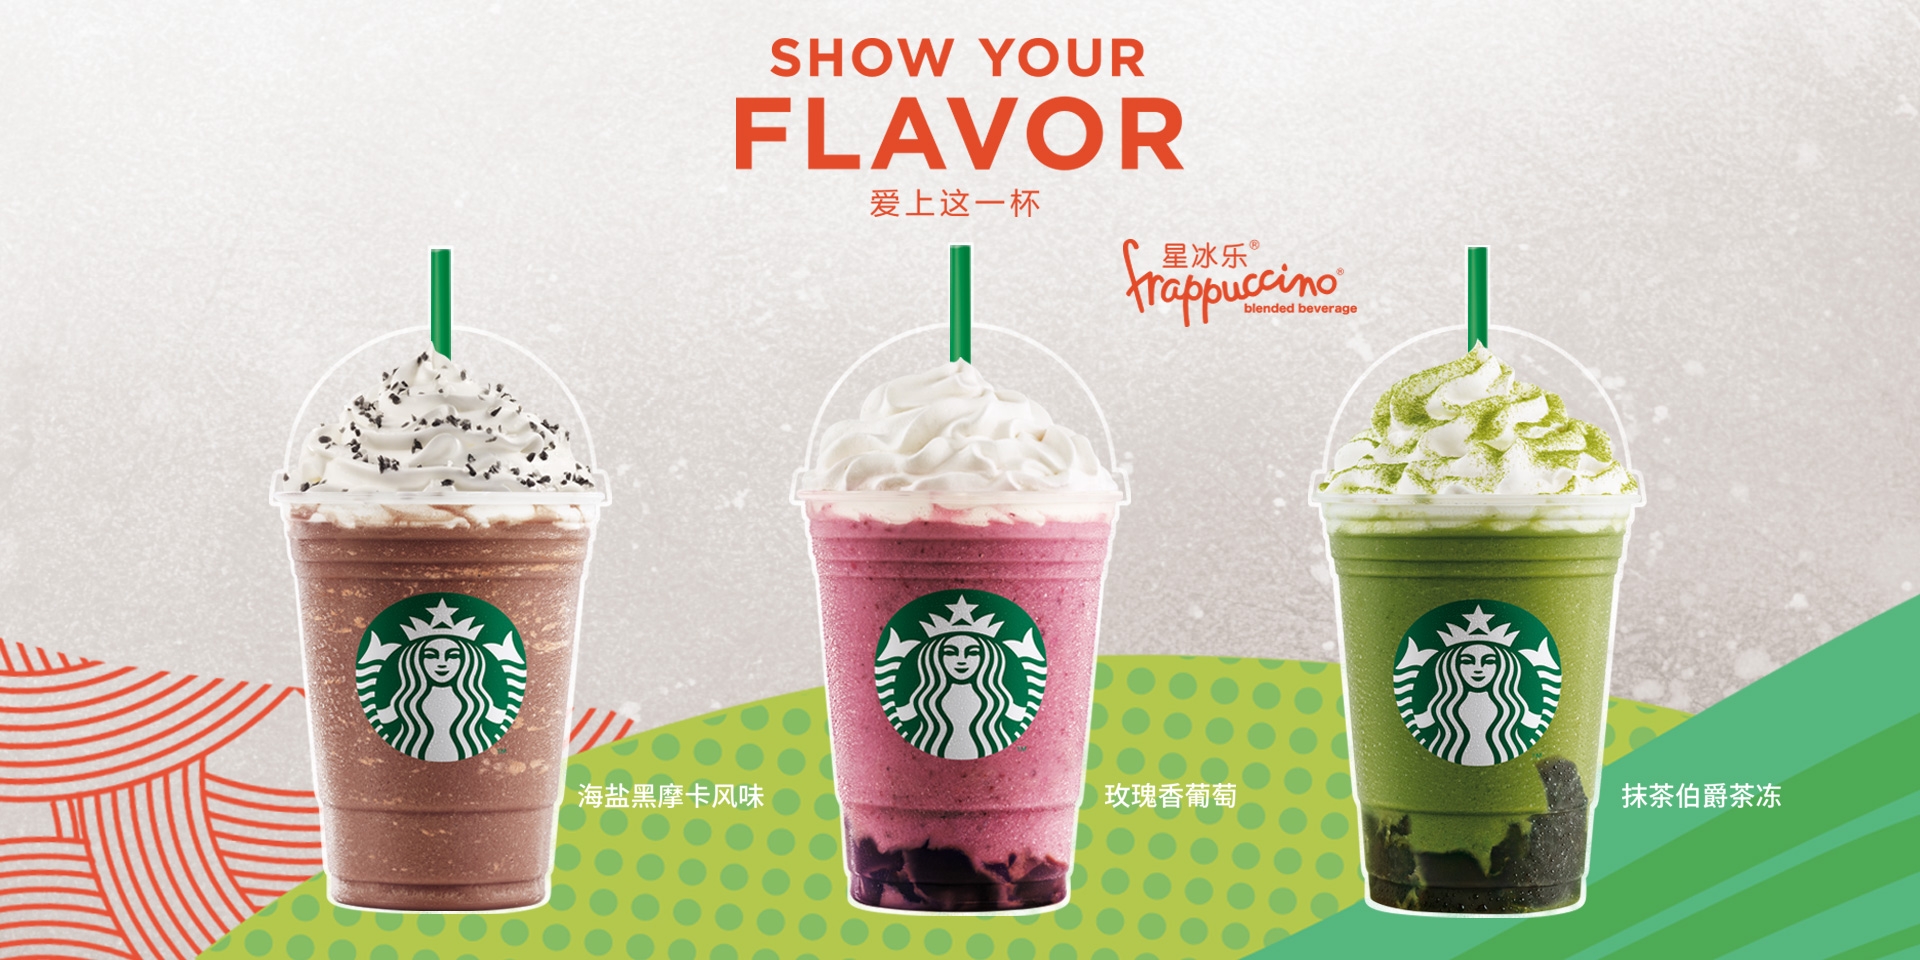 SHOW YOUR
FLAVOR
爱上这一杯
星冰乐®
frappuccino®
blended beverage
海盐黑摩卡风味
玫瑰香葡萄
抹茶伯爵茶冻